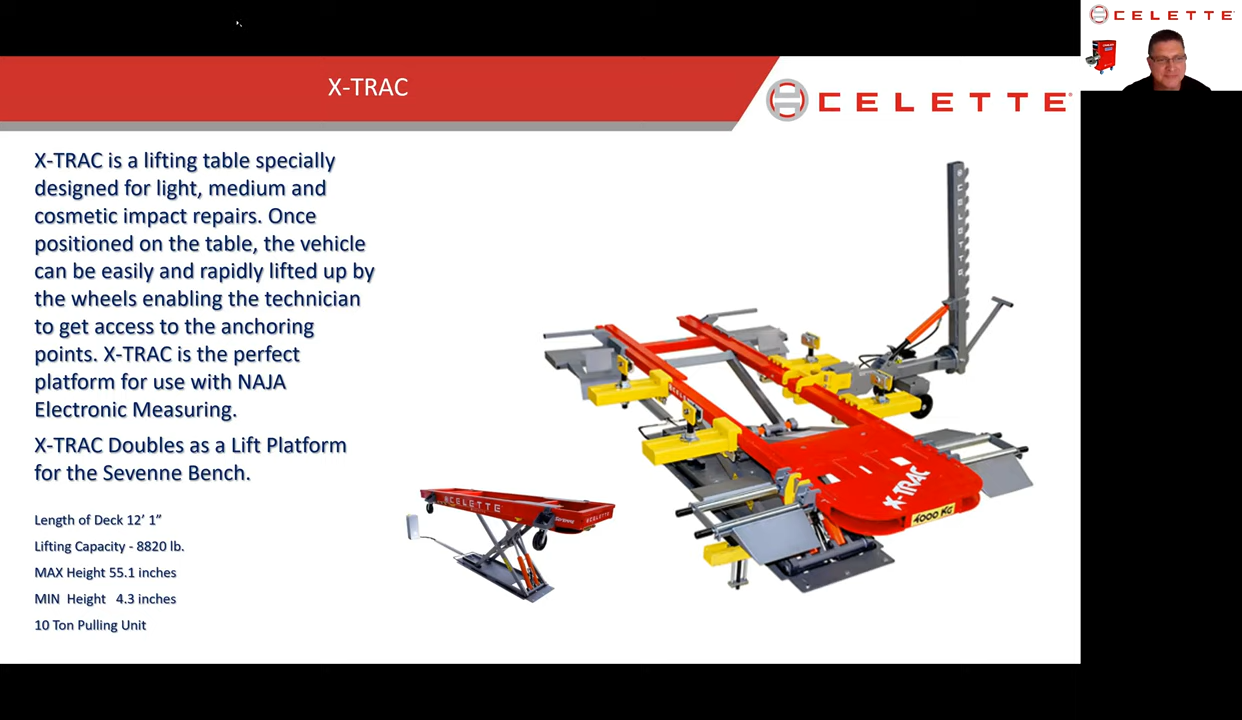 CELETTE
X-TRAC
CELETTE
X-TRAC is a lifting table specially
designed for light, medium and
cosmetic impact repairs. Once
positioned on the table, the vehicle
can be easily and rapidly lifted up by
the wheels enabling the technician
to get access to the anchoring
points. X-TRAC is the perfect
platform for use with NAJA
Electronic Measuring.
X-TRAC Doubles as a Lift Platform
for the Sevenne Bench.
Length of Deck 12’ 1”
Lifting Capacity - 8820 lb.
MAX Height 55.1 inches
MIN Height 4.3 inches
10 Ton Pulling Unit
CELETTE
CELETTE
CELETTE
X-TRAC
4000 KG